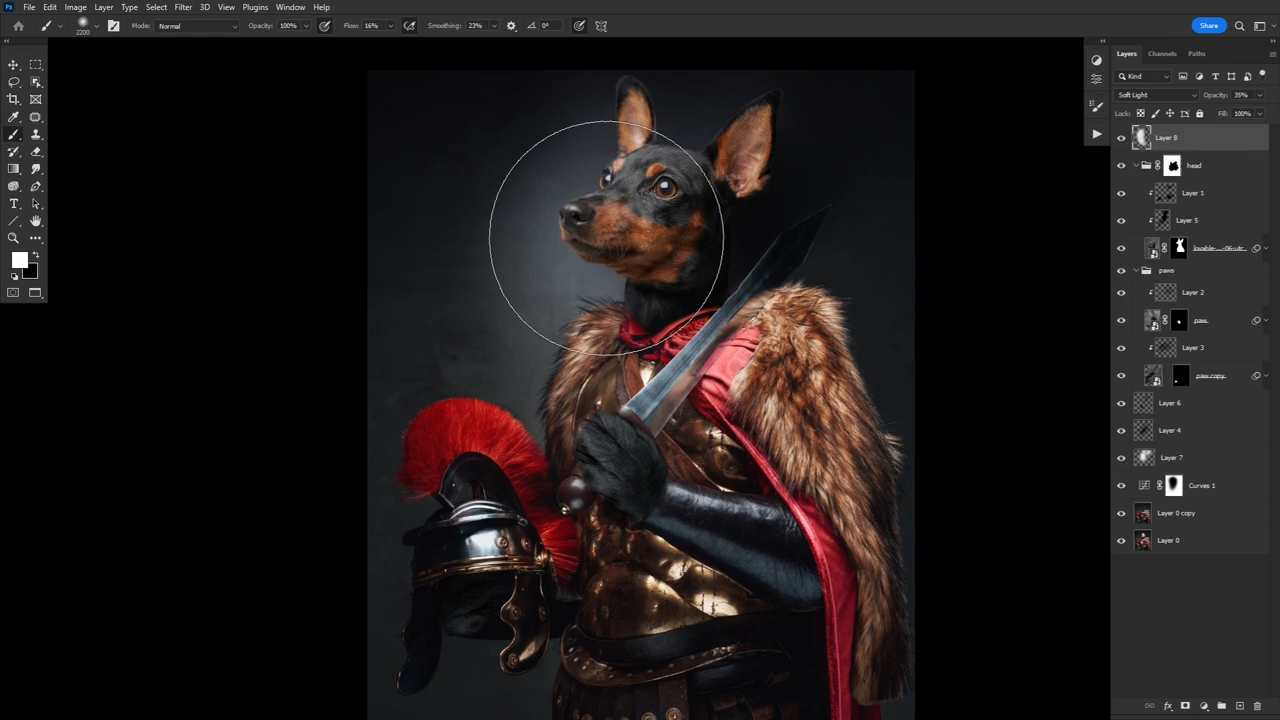 Ps File Edit Image Layer Type Select Filter 3D View Plugins Window Help
2200 Mode: Normal Opacity: 100% Flow: 16% Smoothing: 23% 0° Share
Layers Channels Paths
Kind
Soft Light Opacity: 35%
Lock: Fill: 100%
Layer 8
head
Layer 1
Layer 5
paws
Layer 2
paw
Layer 3
paw copy
Layer 6
Layer 4
Layer 7
Curves 1
Layer 0 copy
Layer 0
fx